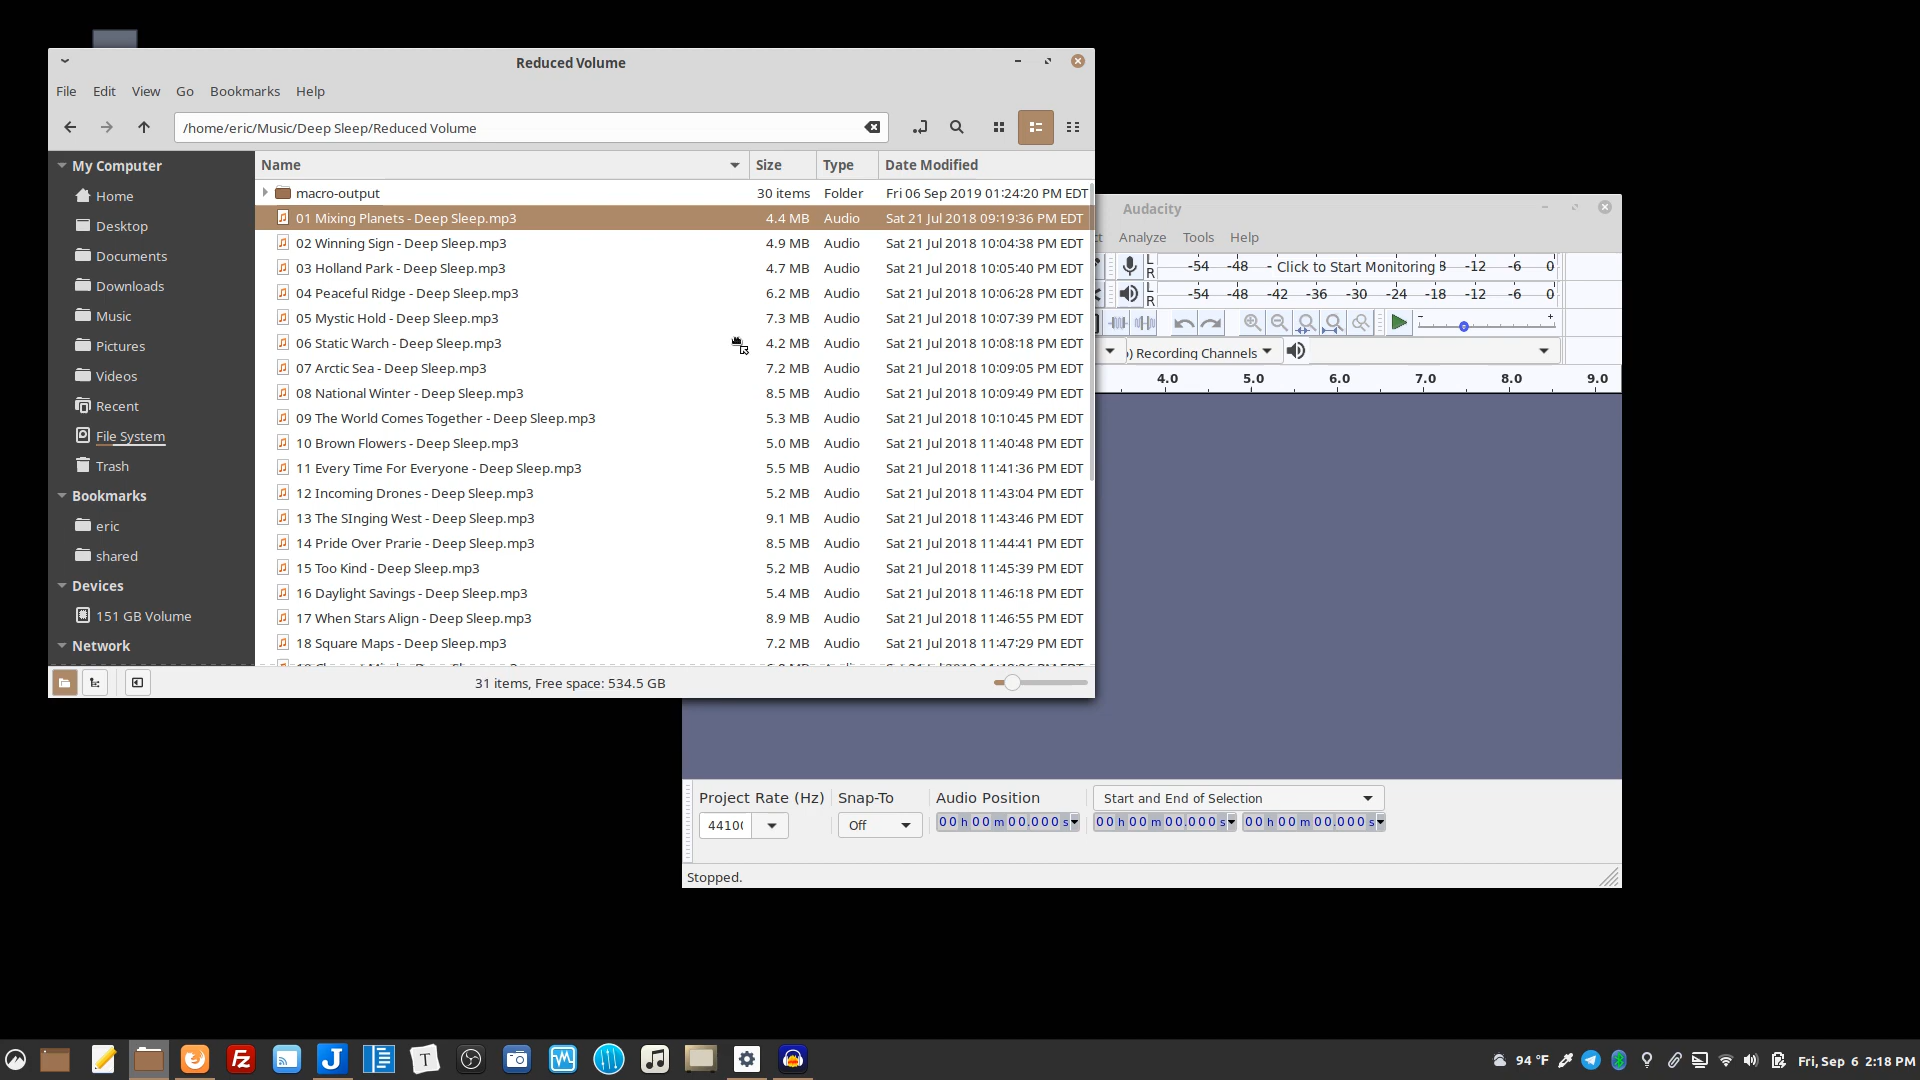 Reduced Volume
File Edit View Go Bookmarks Help
/home/eric/Music/Deep Sleep/Reduced Volume
My Computer
Home
Desktop
Documents
Downloads
Music
Pictures
Videos
Recent
File System
Trash
Bookmarks
eric
shared
Devices
151 GB Volume
Network
Name Size Type Date Modified
macro-output 30 items Folder Fri 06 Sep 2019 01:24:20 PM EDT
01 Mixing Planets - Deep Sleep.mp3 4.4 MB Audio Sat 21 Jul 2018 09:19:36 PM EDT
02 Winning Sign - Deep Sleep.mp3 4.9 MB Audio Sat 21 Jul 2018 10:04:38 PM EDT
03 Holland Park - Deep Sleep.mp3 4.7 MB Audio Sat 21 Jul 2018 10:05:40 PM EDT
04 Peaceful Ridge - Deep Sleep.mp3 6.2 MB Audio Sat 21 Jul 2018 10:06:28 PM EDT
05 Mystic Hold - Deep Sleep.mp3 7.3 MB Audio Sat 21 Jul 2018 10:07:39 PM EDT
06 Static Warch - Deep Sleep.mp3 4.2 MB Audio Sat 21 Jul 2018 10:08:18 PM EDT
07 Arctic Sea - Deep Sleep.mp3 7.2 MB Audio Sat 21 Jul 2018 10:09:05 PM EDT
08 National Winter - Deep Sleep.mp3 8.5 MB Audio Sat 21 Jul 2018 10:09:49 PM EDT
09 The World Comes Together - Deep Sleep.mp3 5.3 MB Audio Sat 21 Jul 2018 10:10:45 PM EDT
10 Brown Flowers - Deep Sleep.mp3 5.0 MB Audio Sat 21 Jul 2018 11:40:48 PM EDT
11 Every Time For Everyone - Deep Sleep.mp3 5.5 MB Audio Sat 21 Jul 2018 11:41:36 PM EDT
12 Incoming Drones - Deep Sleep.mp3 5.2 MB Audio Sat 21 Jul 2018 11:43:04 PM EDT
13 The SInging West - Deep Sleep.mp3 9.1 MB Audio Sat 21 Jul 2018 11:43:46 PM EDT
14 Pride Over Prarie - Deep Sleep.mp3 8.5 MB Audio Sat 21 Jul 2018 11:44:41 PM EDT
15 Too Kind - Deep Sleep.mp3 5.2 MB Audio Sat 21 Jul 2018 11:45:39 PM EDT
16 Daylight Savings - Deep Sleep.mp3 5.4 MB Audio Sat 21 Jul 2018 11:46:18 PM EDT
17 When Stars Align - Deep Sleep.mp3 8.9 MB Audio Sat 21 Jul 2018 11:46:55 PM EDT
18 Square Maps - Deep Sleep.mp3 7.2 MB Audio Sat 21 Jul 2018 11:47:29 PM EDT
31 items, Free space: 534.5 GB
Audacity
Analyze Tools Help
L R -54 -48 - Click to Start Monitoring -12 -6 0
L R -54 -48 -42 -36 -30 -24 -18 -12 -6 0
- +
) Recording Channels
4.0 5.0 6.0 7.0 8.0 9.0
Project Rate (Hz) Snap-To Audio Position Start and End of Selection
4410 Off 00 h 00 m 00.000 s 00 h 00 m 00.000 s 00 h 00 m 00.000 s
Stopped.
Fz J T 94 °F Fri, Sep 6 2:18 PM